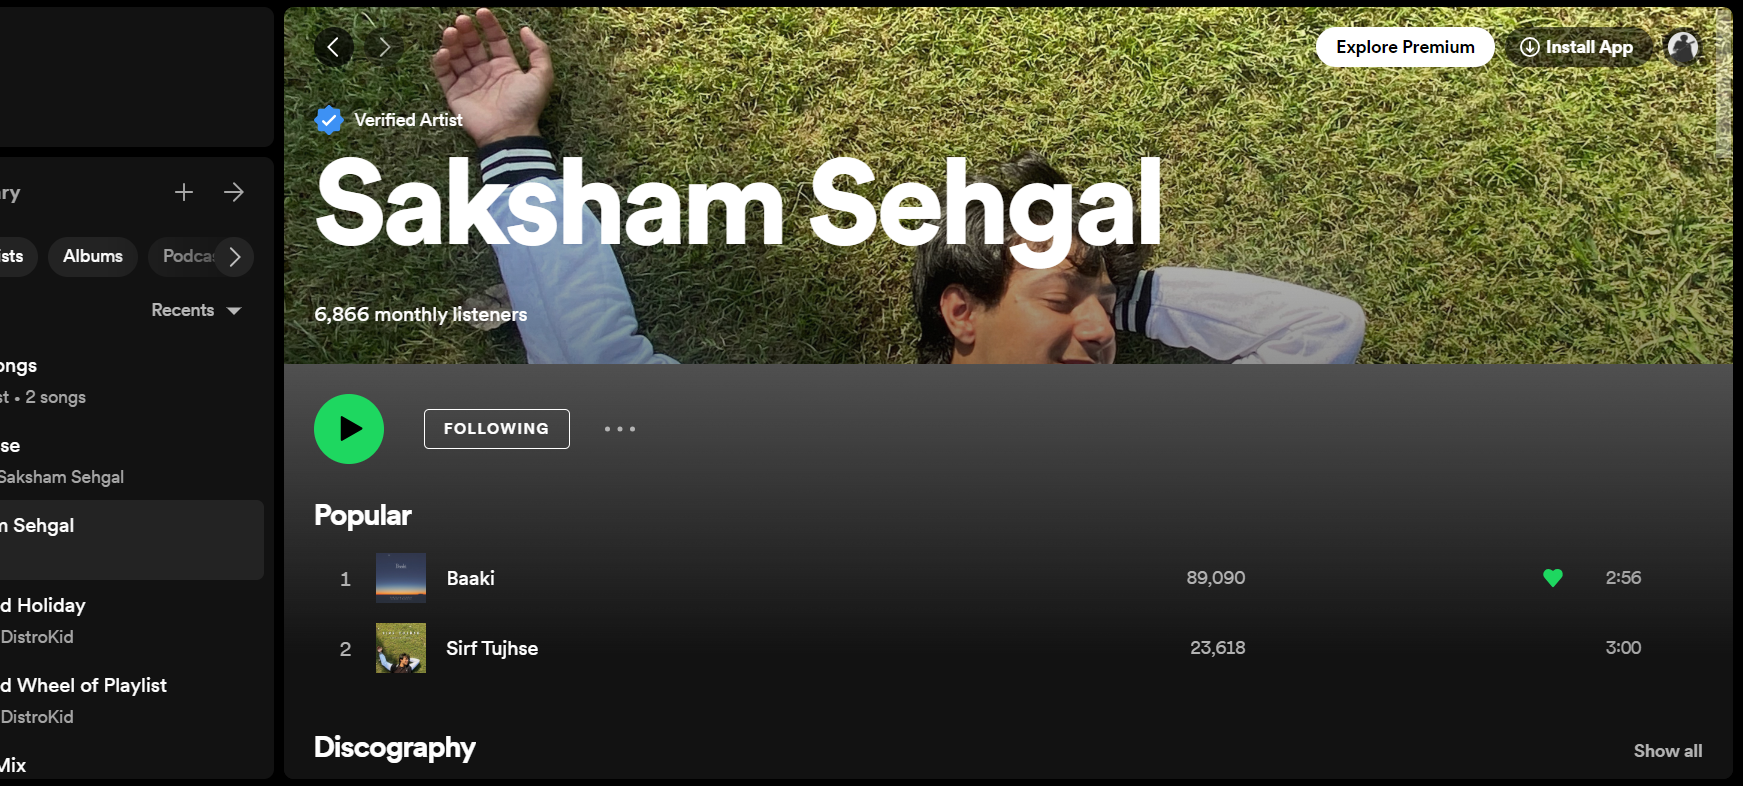 Explore Premium
Install App
Verified Artist
Saksham Sehgal
6,866 monthly listeners
ry
sts
Albums
Podca
Recents
ongs
st • 2 songs
se
Saksham Sehgal
m Sehgal
d Holiday
DistroKid
d Wheel of Playlist
DistroKid
Mix
FOLLOWING
Popular
1
Baaki
89,090
2:56
2
Sirf Tujhse
23,618
3:00
Discography
Show all